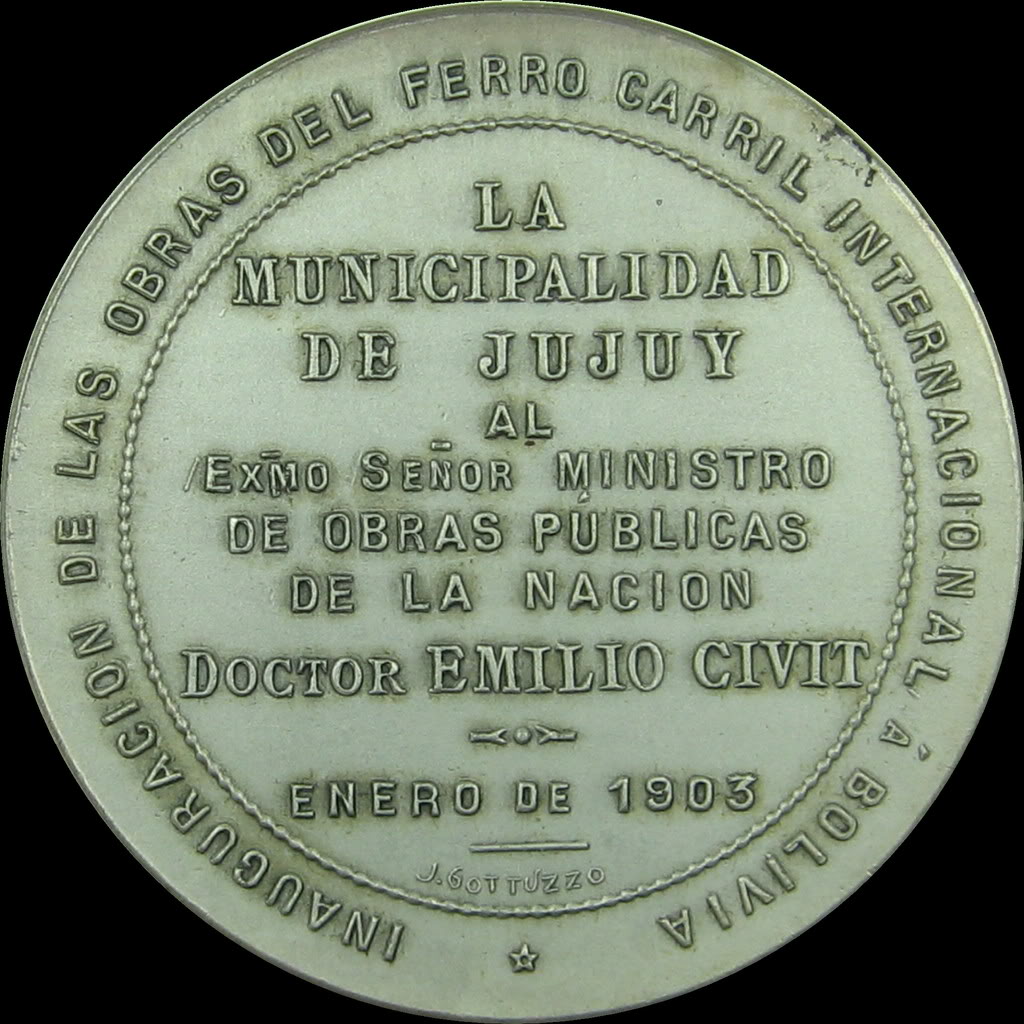 INAUGURACION DE LAS OBRAS DEL FERRO CARRIL INTERNACIONAL Á BOLIVIA
LA
MUNICIPALIDAD
DE JUJUY
AL
EXM̄O SEÑOR MINISTRO
DE OBRAS PÚBLICAS
DE LA NACION
DOCTOR EMILIO CIVIT
ENERO DE 1903
J. GOTTUZZO